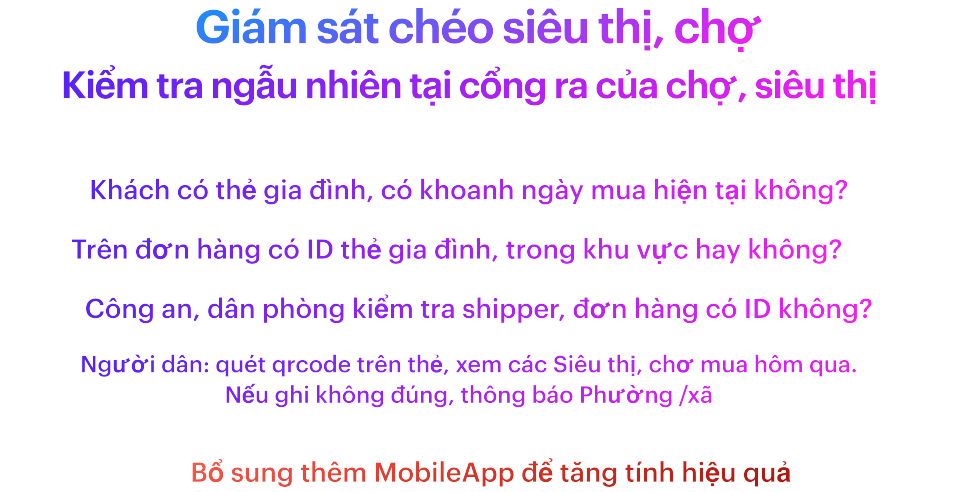 Giám sát chéo siêu thị, chợ
Kiểm tra ngẫu nhiên tại cổng ra của chợ, siêu thị
Khách có thẻ gia đình, có khoanh ngày mua hiện tại không?
Trên đơn hàng có ID thẻ gia đình, trong khu vực hay không?
Công an, dân phòng kiểm tra shipper, đơn hàng có ID không?
Người dân: quét qrcode trên thẻ, xem các Siêu thị, chơ mua hôm qua.
Nếu ghi không đúng, thông báo Phường /xã
Bổ sung thêm MobileApp để tăng tính hiệu quả